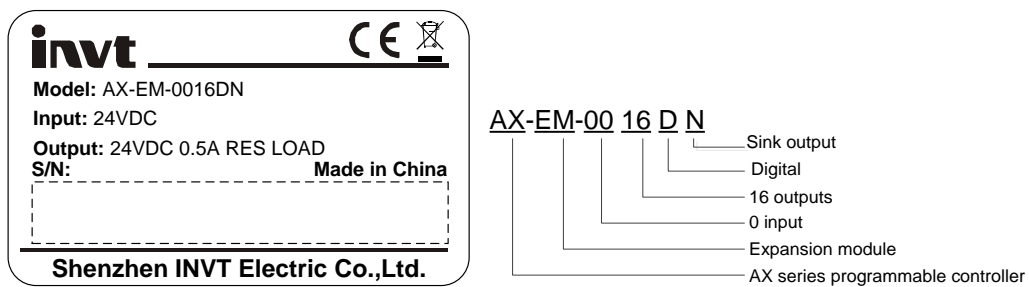 invt CE
Model: AX-EM-0016DN
Input: 24VDC
Output: 24VDC 0.5A RES LOAD
S/N: Made in China
Shenzhen INVT Electric Co.,Ltd.
AX-EM-00 16 D N
Sink output
Digital
16 outputs
0 input
Expansion module
AX series programmable controller